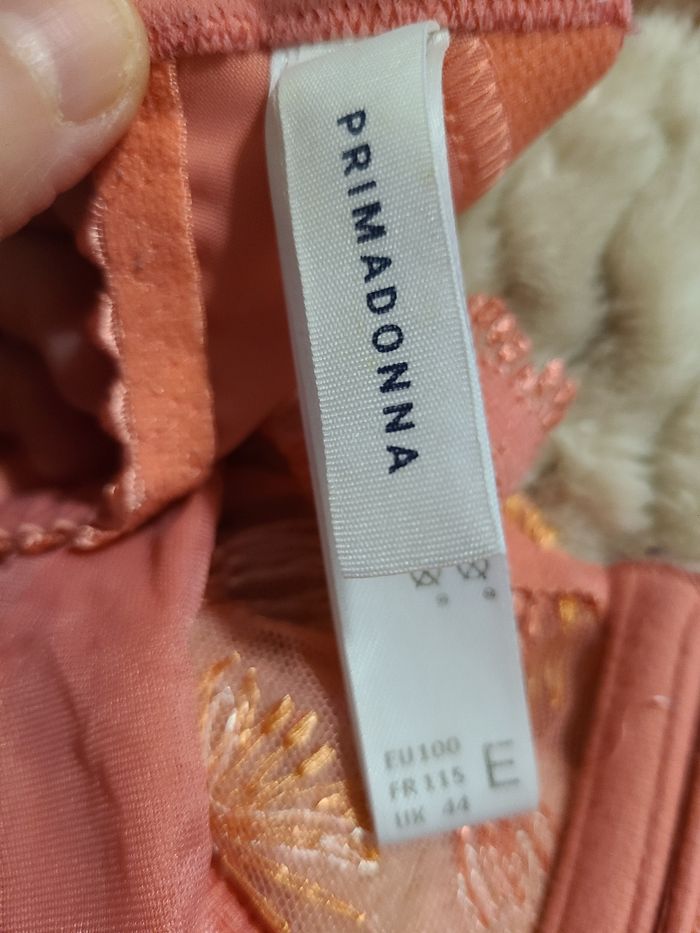 PRIMADONNA
EU 100
FR 115 E
UK 44